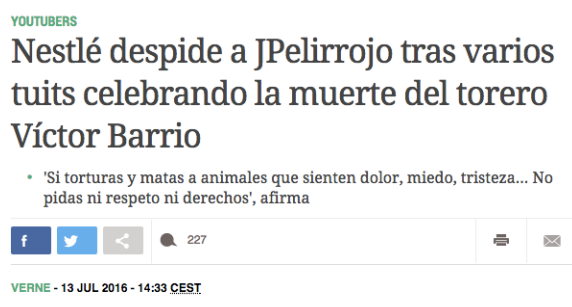 YOUTUBERS
Nestlé despide a JPelirrojo tras varios
tuits celebrando la muerte del torero
Víctor Barrio
• 'Si torturas y matas a animales que sienten dolor, miedo, tristeza... No
pidas ni respeto ni derechos', afirma
f 227
VERNE - 13 JUL 2016 - 14:33 CEST